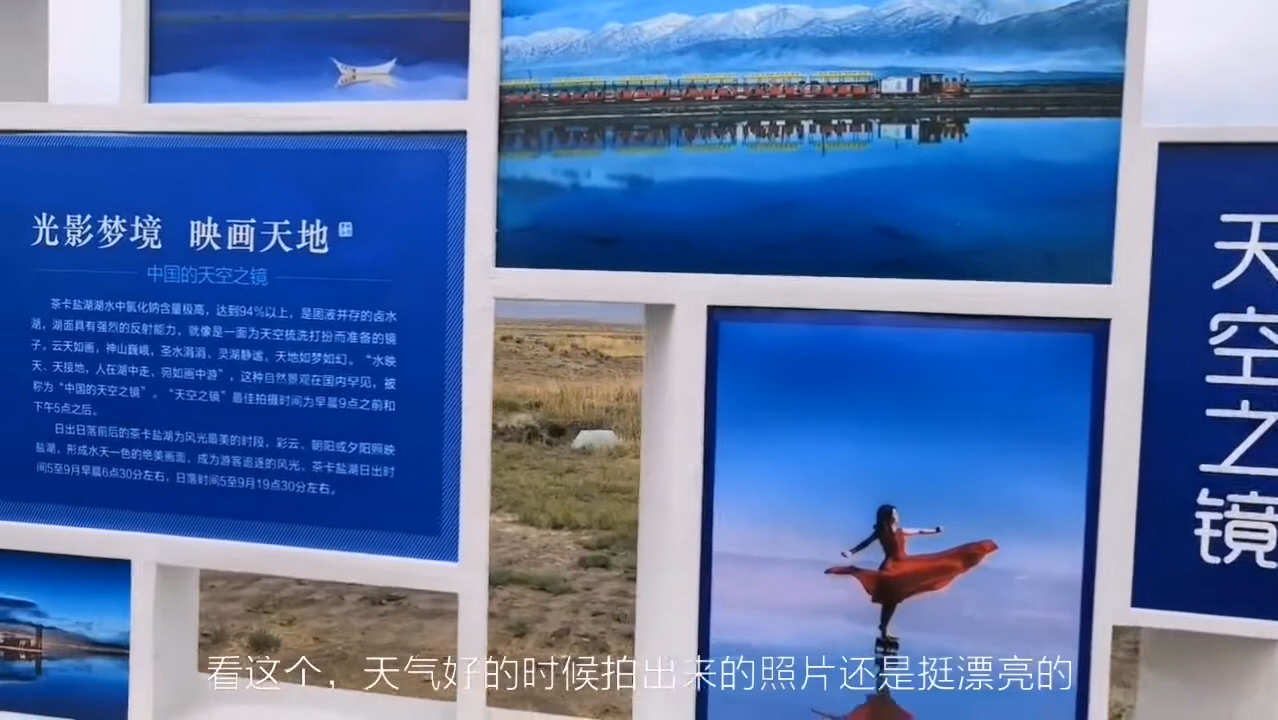 光影梦境 映画天地
中国的天空之镜
茶卡盐湖湖水中氯化钠含量极高，达到94%以上，是固液并存的卤水
湖，湖面具有强烈的反射能力，就像是一面为天空梳洗打扮而准备的镜
子。云天如画，神山巍峨，圣水涓涓、灵湖静谧，天地如梦如幻。“水映
天、天接地，人在湖中走，宛如画中游”，这种自然景观在国内罕见，被
称为“中国的天空之镜”。“天空之镜”最佳拍摄时间为早晨9点之前和
下午5点之后。
日出日落前后的茶卡盐湖为风光最美的时段，彩云、朝阳或夕阳照映
盐湖，形成水天一色的绝美画面，成为游客追逐的风光。茶卡盐湖日出时
间5至9月早晨6点30分左右，日落时间5至9月19点30分左右。
天空之镜
看这个，天气好的时候拍出来的照片还是挺漂亮的